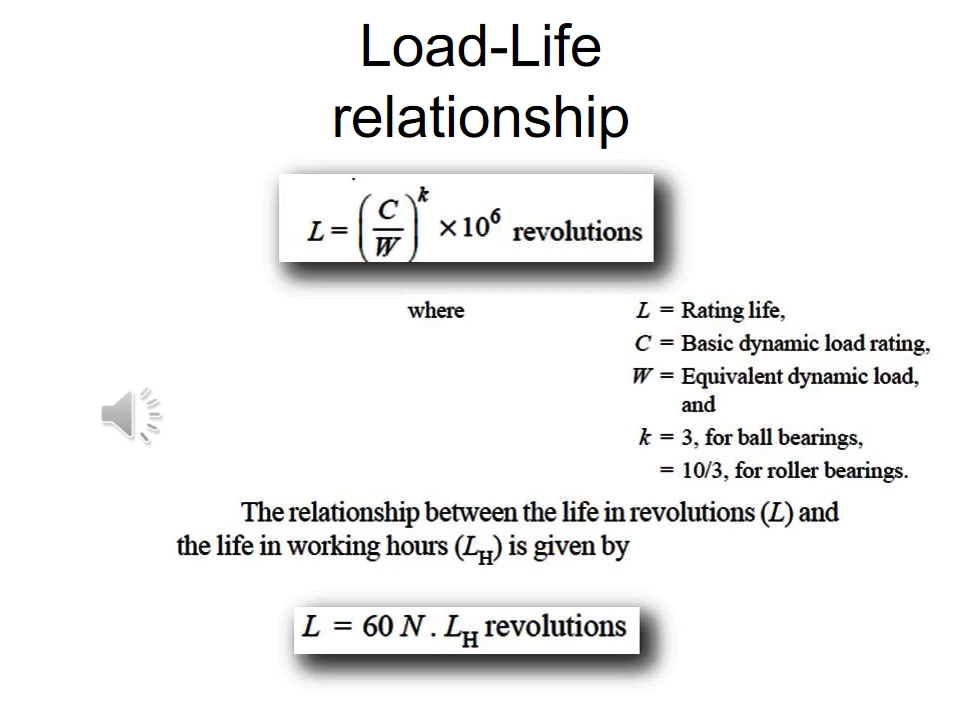 Load-Life
relationship
L = (C/W)^k ×10^6 revolutions
where L = Rating life,
C = Basic dynamic load rating,
W = Equivalent dynamic load,
and
k = 3, for ball bearings,
= 10/3, for roller bearings.
The relationship between the life in revolutions (L) and
the life in working hours (L_H) is given by
L = 60 N . L_H revolutions